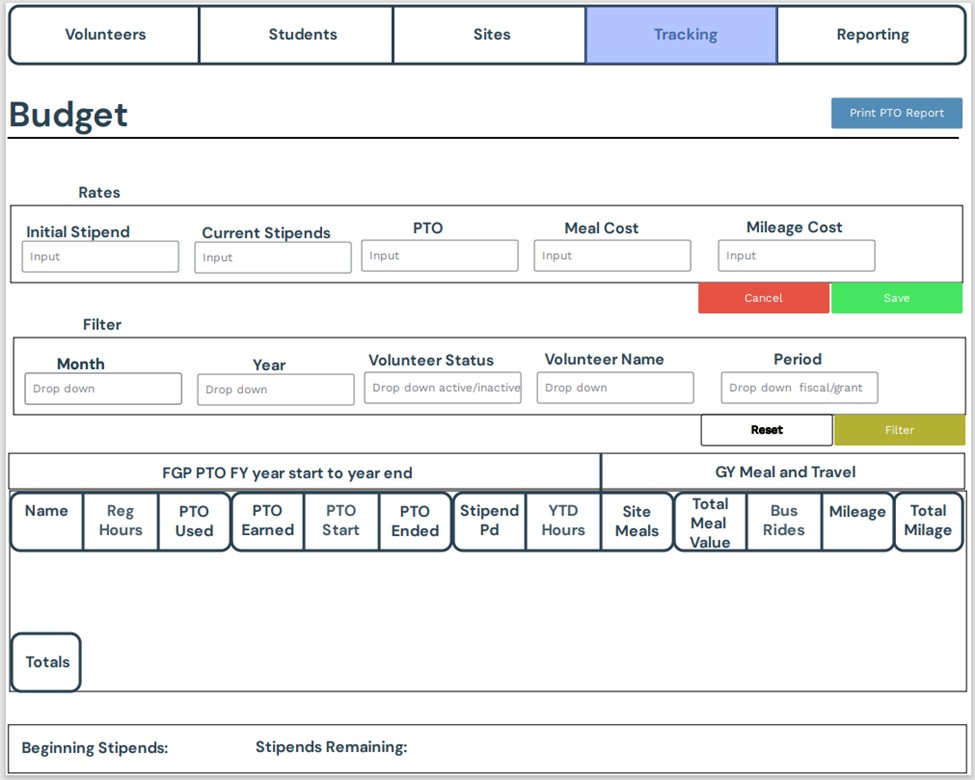 Volunteers Students Sites Tracking Reporting
Budget
Print PTO Report
Rates
Initial Stipend Current Stipends PTO Meal Cost Mileage Cost
Input Input Input Input Input
Cancel Save
Filter
Month Year Volunteer Status Volunteer Name Period
Drop down Drop down Drop down active/inactive Drop down Drop down fiscal/grant
Reset Filter
FGP PTO FY year start to year end GY Meal and Travel
Name Reg Hours PTO Used PTO Earned PTO Start PTO Ended Stipend Pd YTD Hours Site Meals Total Meal Value Bus Rides Mileage Total Milage
Totals
Beginning Stipends: Stipends Remaining: